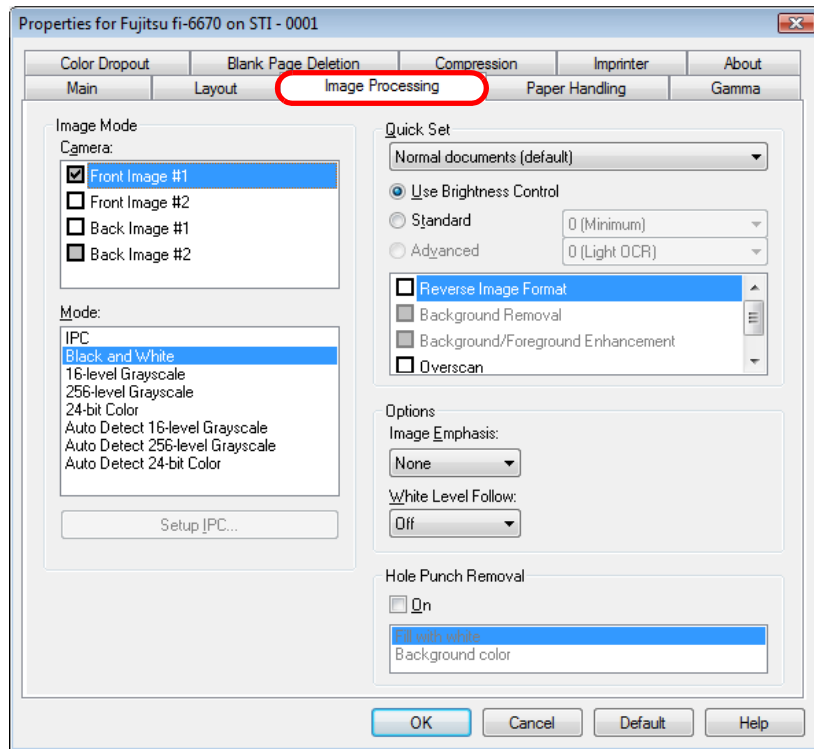 Properties for Fujitsu fi-6670 on STI - 0001
Color Dropout
Blank Page Deletion
Compression
Imprinter
About
Main
Layout
Image Processing
Paper Handling
Gamma
Image Mode
Camera:
Front Image #1
Front Image #2
Back Image #1
Back Image #2
Mode:
IPC
Black and White
16-level Grayscale
256-level Grayscale
24-bit Color
Auto Detect 16-level Grayscale
Auto Detect 256-level Grayscale
Auto Detect 24-bit Color
Setup IPC...
Quick Set
Normal documents (default)
Use Brightness Control
Standard
0 (Minimum)
Advanced
0 (Light OCR)
Reverse Image Format
Background Removal
Background/Foreground Enhancement
Overscan
Options
Image Emphasis:
None
White Level Follow:
Off
Hole Punch Removal
On
Fill with white
Background color
OK
Cancel
Default
Help